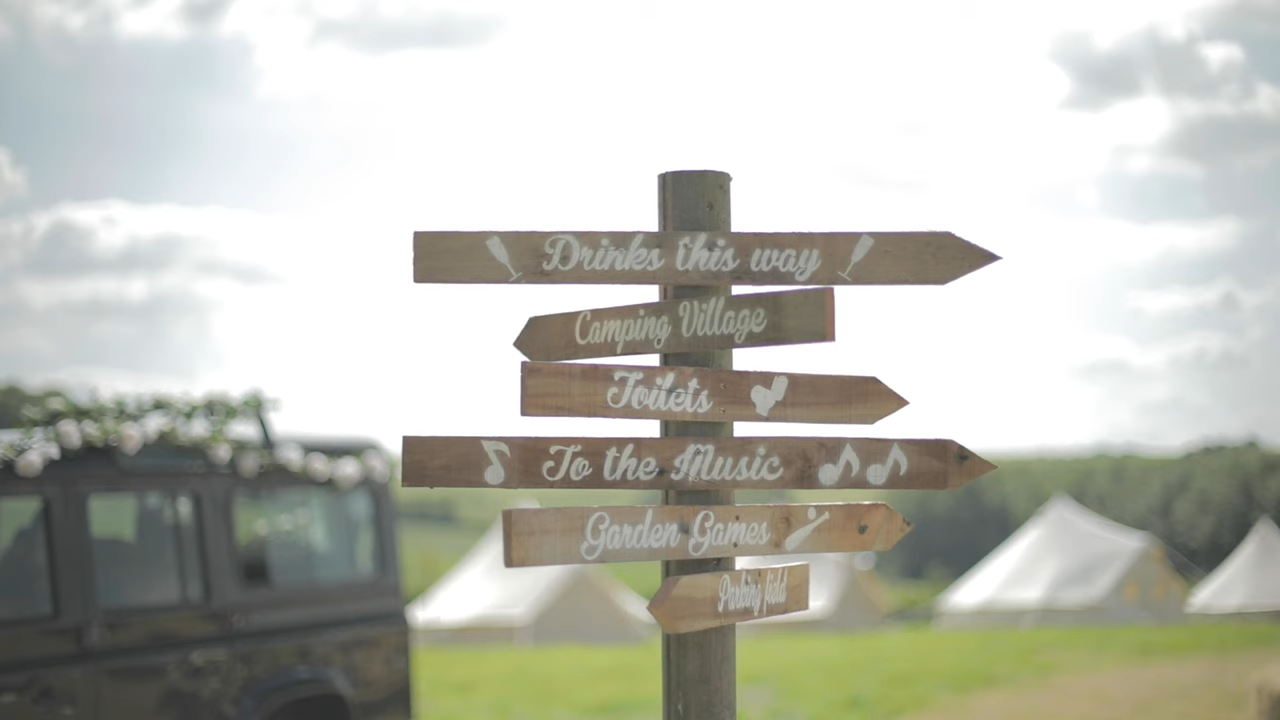 Drinks this way
Camping Village
Toilets
To the Music
Garden Games
Parking field